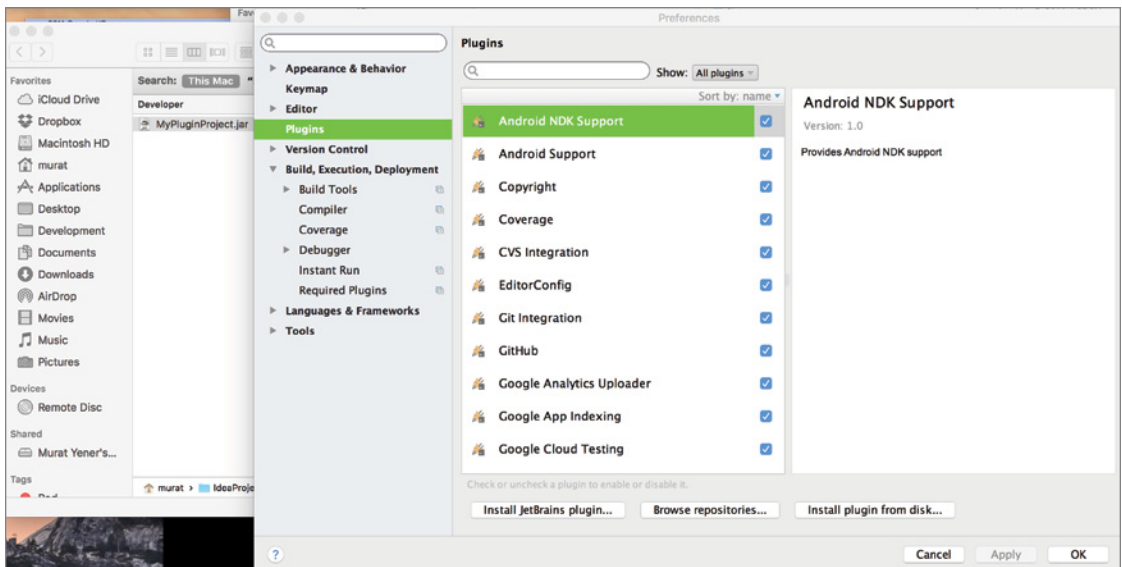 Preferences
Favorites
iCloud Drive
Dropbox
Macintosh HD
murat
Applications
Desktop
Development
Documents
Downloads
AirDrop
Movies
Music
Pictures
Devices
Remote Disc
Shared
Murat Yener's...
Tags
Search: This Mac "
Developer
MyPluginProject.jar
murat › IdeaProje
Appearance & Behavior
Keymap
Editor
Plugins
Version Control
Build, Execution, Deployment
Build Tools
Compiler
Coverage
Debugger
Instant Run
Required Plugins
Languages & Frameworks
Tools
Plugins
Show: All plugins
Sort by: name
Android NDK Support
Android Support
Copyright
Coverage
CVS Integration
EditorConfig
Git Integration
GitHub
Google Analytics Uploader
Google App Indexing
Google Cloud Testing
Check or uncheck a plugin to enable or disable it.
Install JetBrains plugin...
Browse repositories...
Install plugin from disk...
Android NDK Support
Version: 1.0
Provides Android NDK support
?
Cancel
Apply
OK